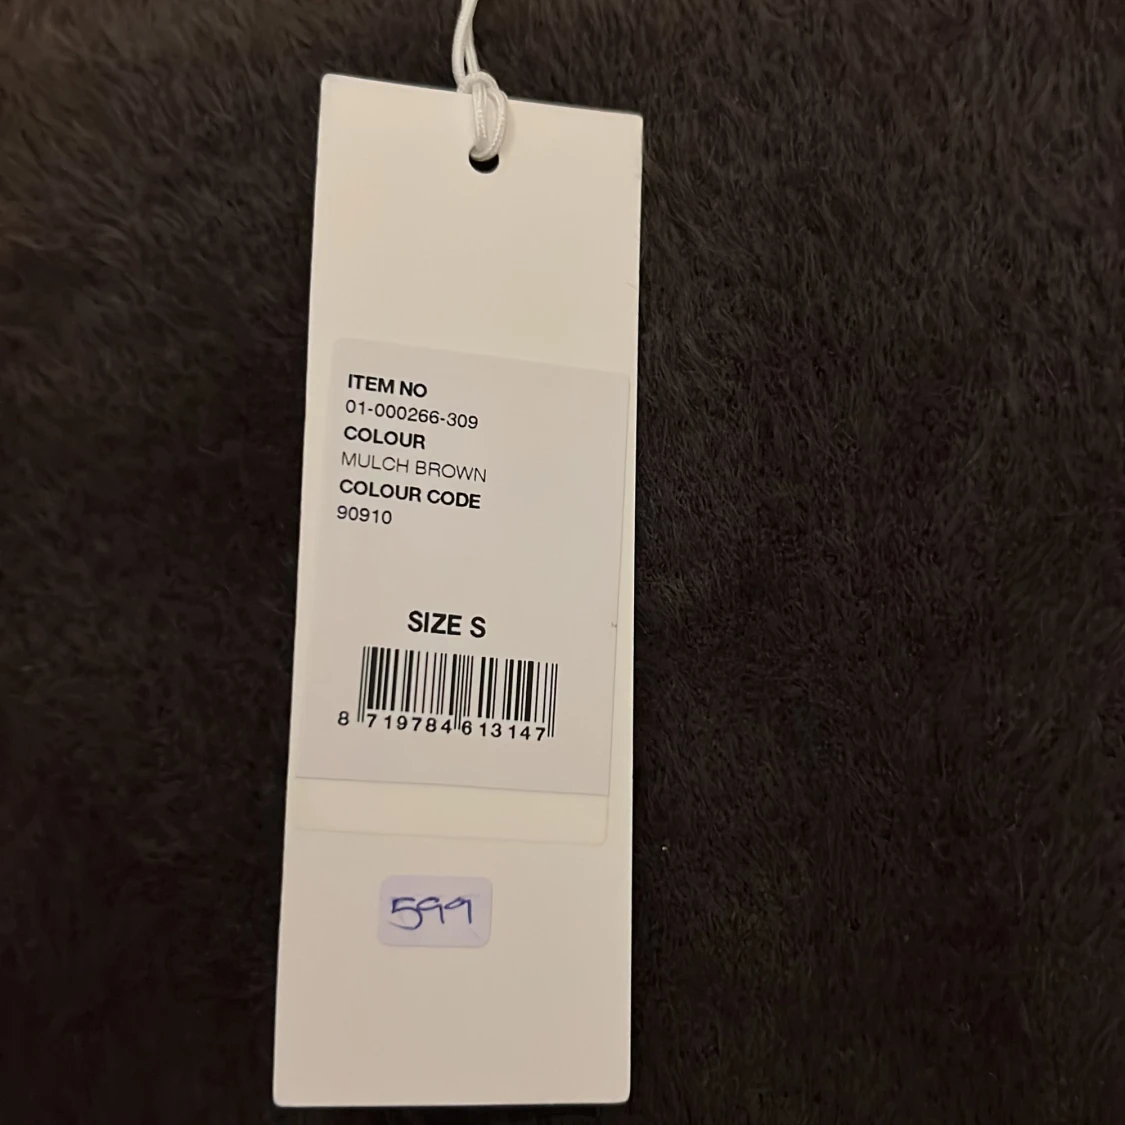 ITEM NO
01-000266-309
COLOUR
MULCH BROWN
COLOUR CODE
90910
SIZE S
8 719784 613147
599